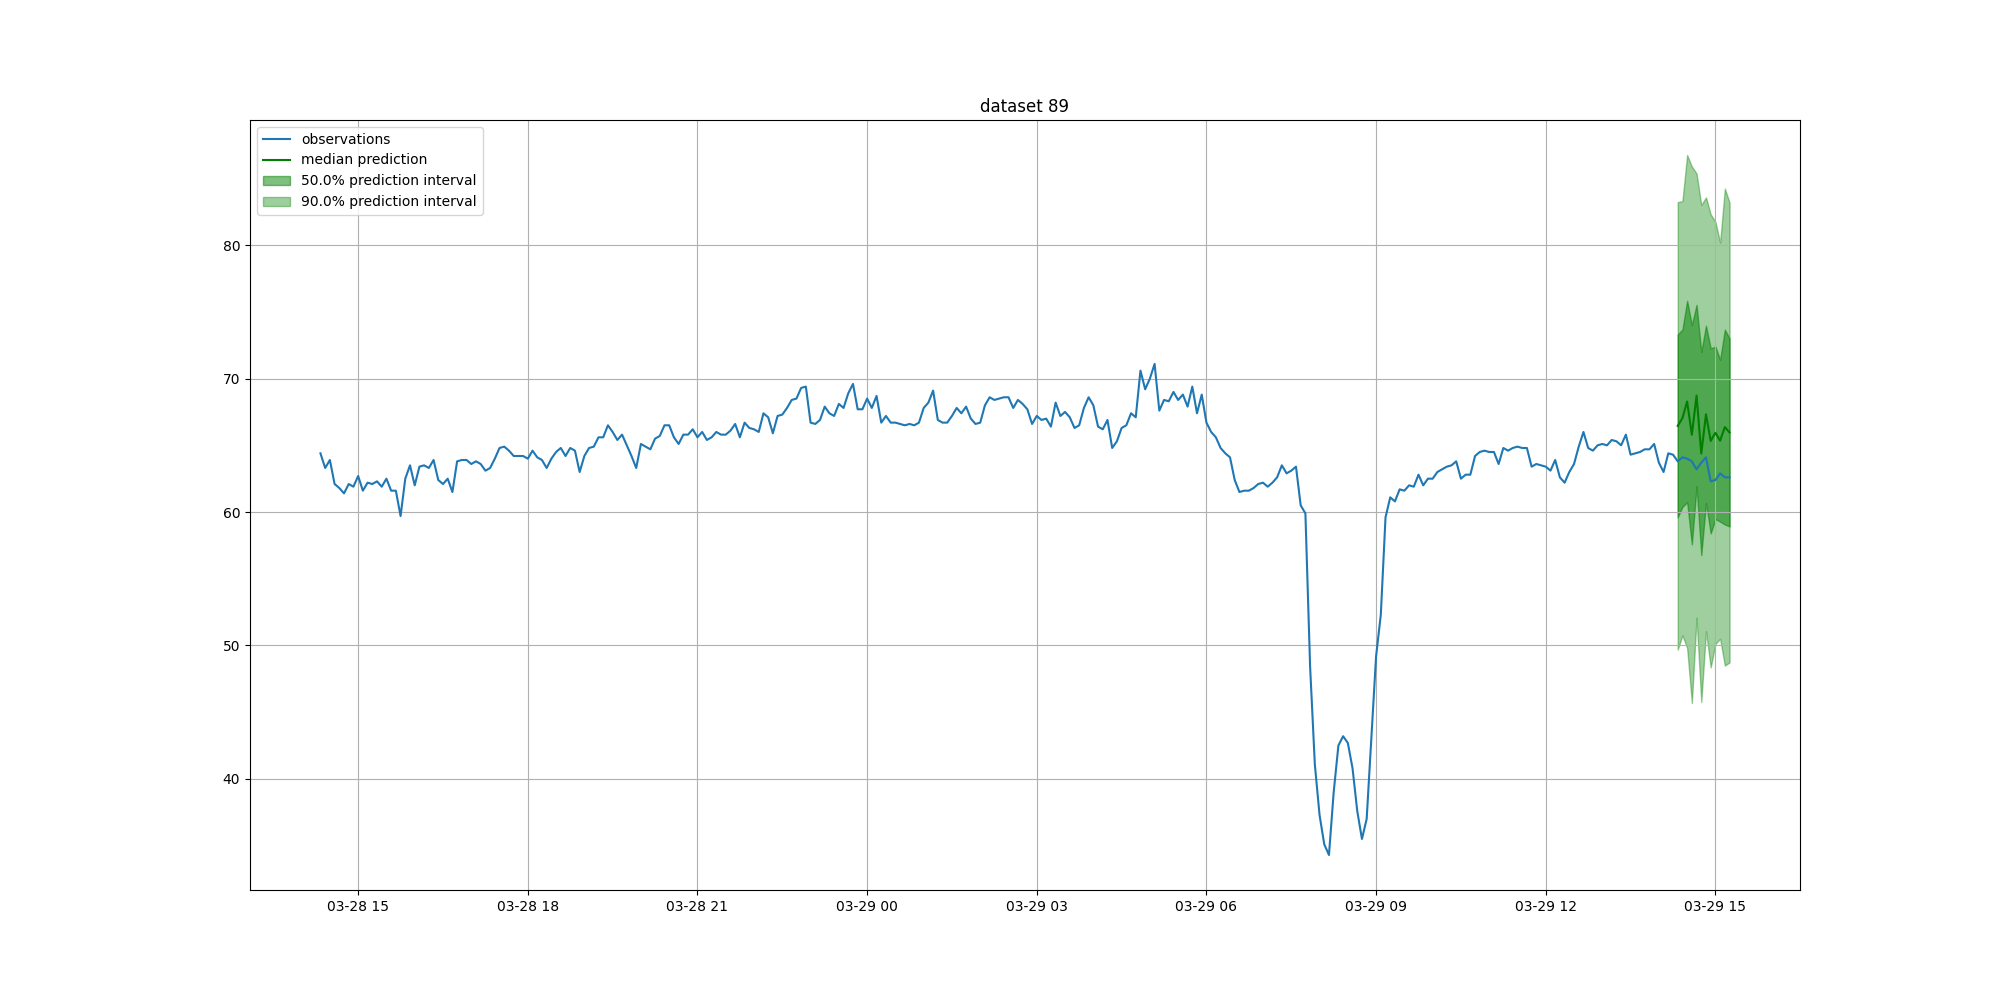 dataset 89
observations
median prediction
50.0% prediction interval
90.0% prediction interval
80
70
60
50
40
03-28 15
03-28 18
03-28 21
03-29 00
03-29 03
03-29 06
03-29 09
03-29 12
03-29 15